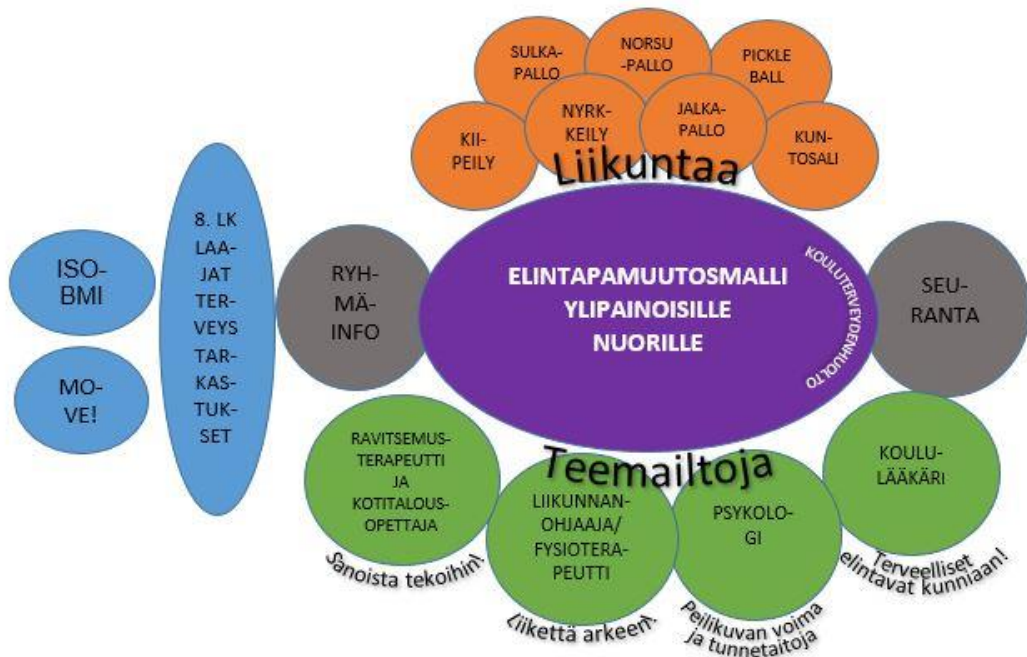 SULKA-
PALLO
NORSU
-PALLO
PICKLE
BALL
KII-
PEILY
NYRK-
KEILY
JALKA-
PALLO
KUN-
TOSALI
Liikuntaa
ISO-
BMI
MO-
VE!
8. LK
LAA-
JAT
TER-
VEYS
TAR-
KAS-
TUK-
SET
RYH-
MÄ-
INFO
ELINTAPAMUUTOSMALLI
YLIPAINOISILLE
NUORILLE
KOULUTERVEYDENHUOLTO
SEU-
RANTA
Teemailtoja
RAVITSEMUS-
TERAPEUTTI
JA
KOTITALOUS-
OPETTAJA
Sanoista tekoihin!
LIIKUNNAN-
OHJAAJA/
FYSIOTERA-
PEUTTI
Liikettä arkeen!
PSYKOLO-
GI
Peilikuvan voima
ja tunnetaitoja
KOULU-
LÄÄKÄRI
Terveelliset
elintavat kunniaan!